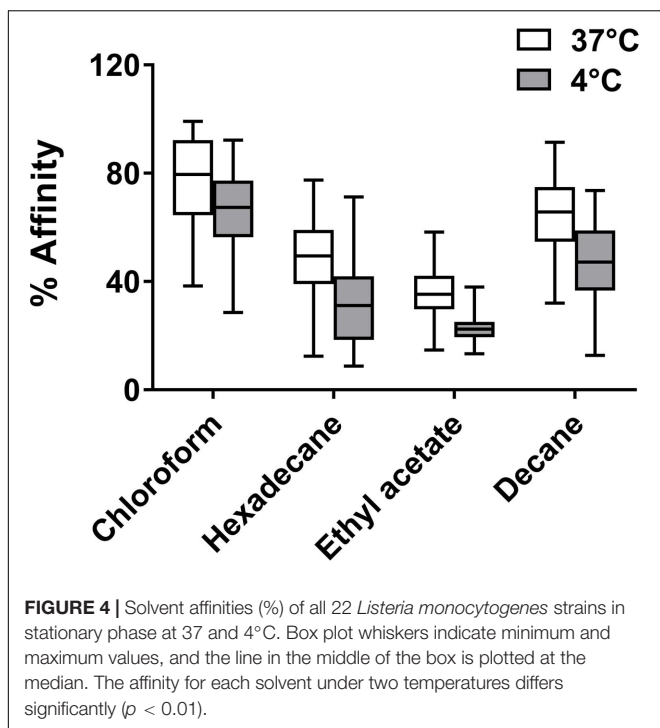 37°C
4°C
120
80
40
0
% Affinity
Chloroform
Hexadecane
Ethyl acetate
Decane
FIGURE 4 | Solvent affinities (%) of all 22 Listeria monocytogenes strains in
stationary phase at 37 and 4°C. Box plot whiskers indicate minimum and
maximum values, and the line in the middle of the box is plotted at the
median. The affinity for each solvent under two temperatures differs
significantly (p < 0.01).